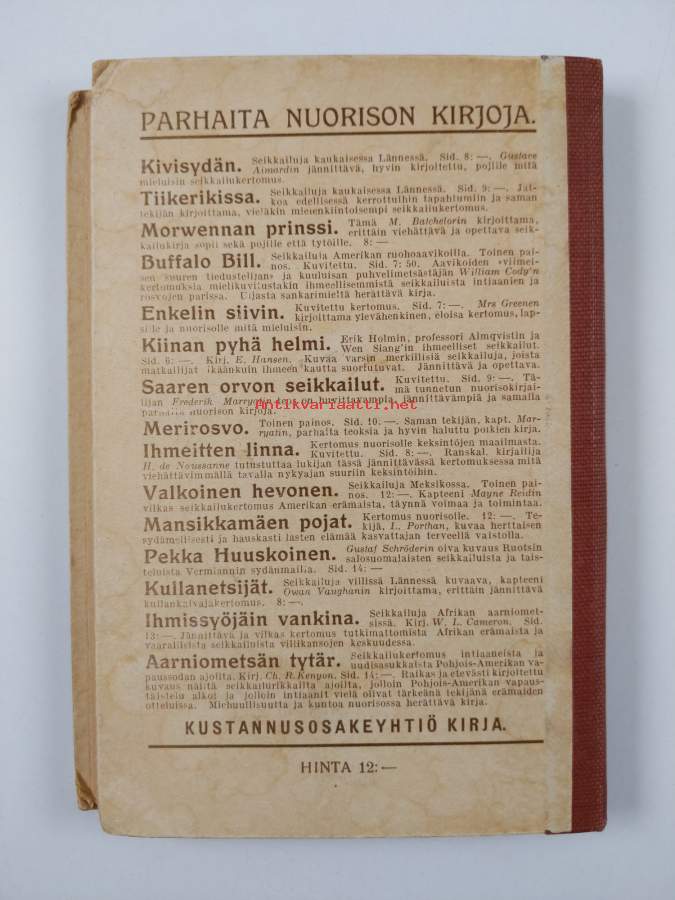 PARHAITA NUORISON KIRJOJA.
Kivisydän. Seikkailuja kaukaisessa Lännessä. Sid. 8: —. Gustave
Aimardin jännittävä, hyvin kirjoitettu, pojille mitä
mieluisin seikkailukertomus.
Tiikerikissa. Seikkailuja kaukaisessa Lännessä. Sid. 9: —. Jat-
koa edellisessä kerrottuihin tapahtumiin ja saman
tekijän kirjoittama, vieläkin mielenkiintoisempi seikkailukertomus.
Morwennan prinssi. Tämä M. Batchelorin kirjoittama,
erittäin viehättävä ja opettava seik-
kailukirja sopii sekä pojille että tytöille. 8: —
Buffalo Bill. Seikkailuja Amerikan ruohoaavikoilla. Toinen pai-
nos. Kuvitettu. Sid. 7: 50. Aavikoiden »viimei-
sen suuren tiedustelijan» ja kuuluisan puhvelimetsästäjän William Cody'n
kertomuksia mielikuvitustakin ihmeellisemmistä seikkailuista intiaanien ja
rosvojen parissa. Uljasta sankarimieltä herättävä kirja.
Enkelin siivin. Kuvitettu kertomus. Sid. 7: —. Mrs Greenen
kirjoittama ylevähenkinen, eloisa kertomus, lap-
sille ja nuorisolle mitä mieluisin.
Kiinan pyhä helmi. Erik Holmin, professori Almqvistin ja
Wen Siang'in ihmeelliset seikkailut.
Sid. 6: —. Kirj. E. Hansen. Kuvaa varsin merkillisiä seikkailuja, joista
matkailijat ikäänkuin ihmeen kautta suoriutuvat. Jännittävä ja opettava.
Saaren orvon seikkailut. Kuvitettu. Sid. 9: —. Tä-
mä tunnetun nuorisokirjai-
lijan Frederik Marryatin teos on huvittavampia, jännittävämpiä ja samalla
parhaita nuorison kirjoja.
Antikvariaatti.net
Merirosvo. Toinen painos. Sid. 10. —. Saman tekijän, kapt. Mar-
ryatin, parhaita teoksia ja hyvin haluttu poikien kirja.
Ihmeitten linna. Kertomus nuorisolle keksintöjen maailmasta.
Kuvitettu. Sid. 8: —. Ranskal. kirjailija
H. de Noussanne tutustuttaa lukijan tässä jännittävässä kertomuksessa mitä
viehättävimmällä tavalla nykyajan suuriin keksintöihin.
Valkoinen hevonen. Seikkailuja Meksikossa. Toinen pai-
nos. 12: —. Kapteeni Mayne Reidin
vilkas seikkailukertomus Amerikan erämaista, täynnä voimaa ja toimintaa.
Mansikkamäen pojat. Kertomus nuorisolle. 12: —. Te-
kijä, L. Porthan, kuvaa herttaisen
sydämellisesti ja hauskasti lasten elämää kasvattajan terveellä vaistolla.
Pekka Huuskoinen. Gustaf Schröderin oiva kuvaus Ruotsin
salosuomalaisten seikkailuista ja tais-
teluista Vermlannin sydänmailla. Sid. 14: —
Kullanetsijät. Seikkailuja villissä Lännessä kuvaava, kapteeni
Owan Vaughanin kirjoittama, erittäin jännittävä
kullankaivajakertomus. 8: —.
Ihmissyöjäin vankina. Seikkailuja Afrikan aarniomet-
sissä. Kirj. W. L. Cameron. Sid.
13: —. Jännittävä ja vilkas kertomus tutkimattomista Afrikan erämaista ja
vaarallisista seikkailuista villikansojen keskuudessa.
Aarniometsän tytär. Seikkailukertomus intiaaneista ja
uudisasukkaista Pohjois-Amerikan va-
paussodan ajoilta. Kirj. Ch. R. Kenyon. Sid. 14: —. Raikas ja etevästi kirjoitettu
kuvaus näiltä seikkailurikkailta ajoilta, jolloin Pohjois-Amerikan vapaus-
taistelu alkoi ja jolloin intiaanit vielä olivat tärkeänä tekijänä erämaiden
otteluissa. Miehuullisuutta ja kuntoa nuorisossa herättävä kirja.
KUSTANNUSOSAKEYHTIÖ KIRJA.
HINTA 12: —